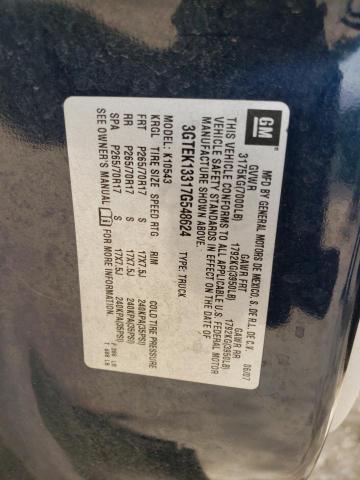 GM
MFD BY GENERAL MOTORS DE MEXICO, S. DE R.L. DE C.V.
06/07
GVWR GAWR FRT GAWR RR
3175KG(7000LB) 1792KG(3950LB) 1792KG(3950LB)
THIS VEHICLE CONFORMS TO ALL APPLICABLE U.S. FEDERAL MOTOR
VEHICLE SAFETY STANDARDS IN EFFECT ON THE DATE OF
MANUFACTURE SHOWN ABOVE.
3GTEK13317G548624 TYPE: TRUCK
MODEL: K10543
KRGL TIRE SIZE SPEED RTG RIM COLD TIRE PRESSURE
FRT P265/70R17 S 17X7.5J 240KPA(35PSI)
RR P265/70R17 S 17X7.5J 240KPA(35PSI)
SPA P265/70R17 S 17X7.5J 240KPA(35PSI)
SEE OWNER'S MANUAL FOR MORE INFORMATION.